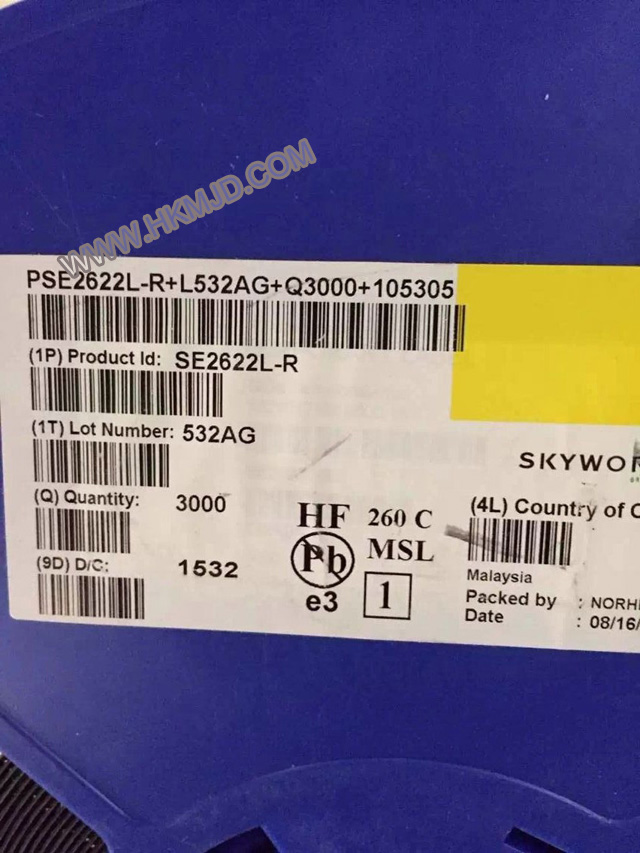 WWW.HKMJD.COM
PSE2622L-R+L532AG+Q3000+105305
(1P) Product Id: SE2622L-R
(1T) Lot Number: 532AG
(Q) Quantity: 3000
(9D) D/C: 1532
HF 260 C
Pb MSL
e3 1
SKYWOR
(4L) Country of
Malaysia
Packed by : NORH
Date : 08/16/